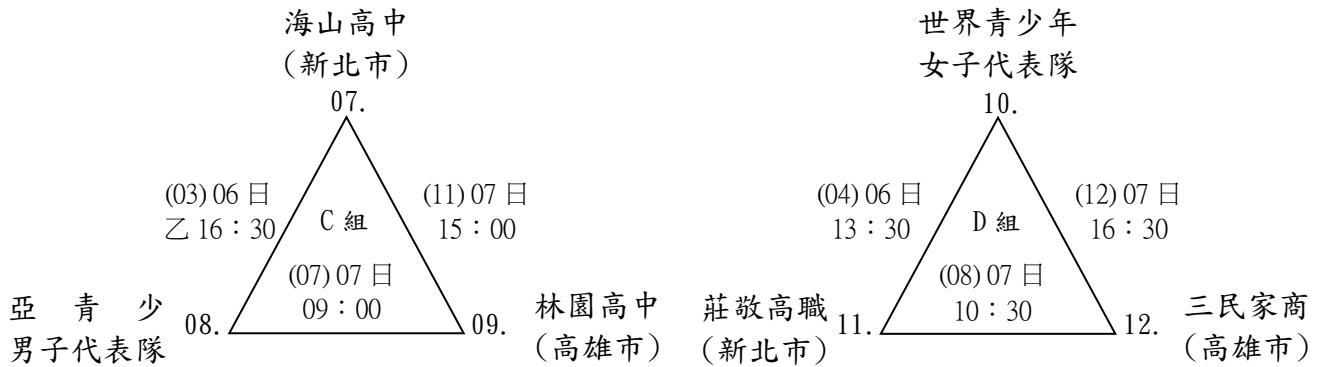 海山高中
(新北市)
07.
(03) 06 日
乙 16：30
C 組
(11) 07 日
15：00
(07) 07 日
09：00
亞青少
男子代表隊
08.
09.
林園高中
(高雄市)
世界青少年
女子代表隊
10.
(04) 06 日
13：30
D 組
(12) 07 日
16：30
(08) 07 日
10：30
莊敬高職
(新北市)
11.
12.
三民家商
(高雄市)